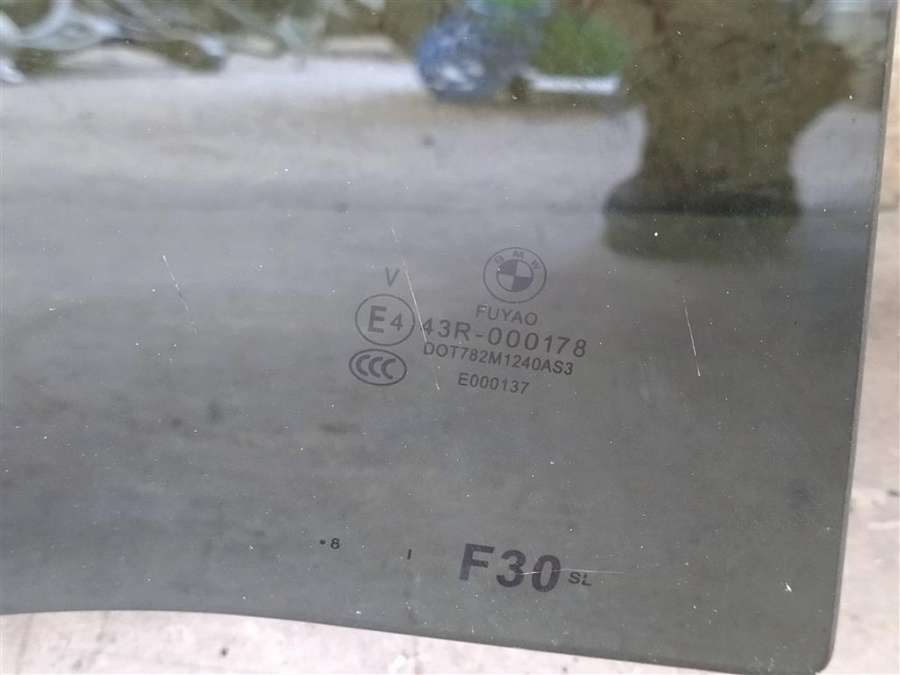 BMW
FUYAO
V
E4 43R-000178
CCC DOT782M1240AS3
E000137
•8 I F30 SL